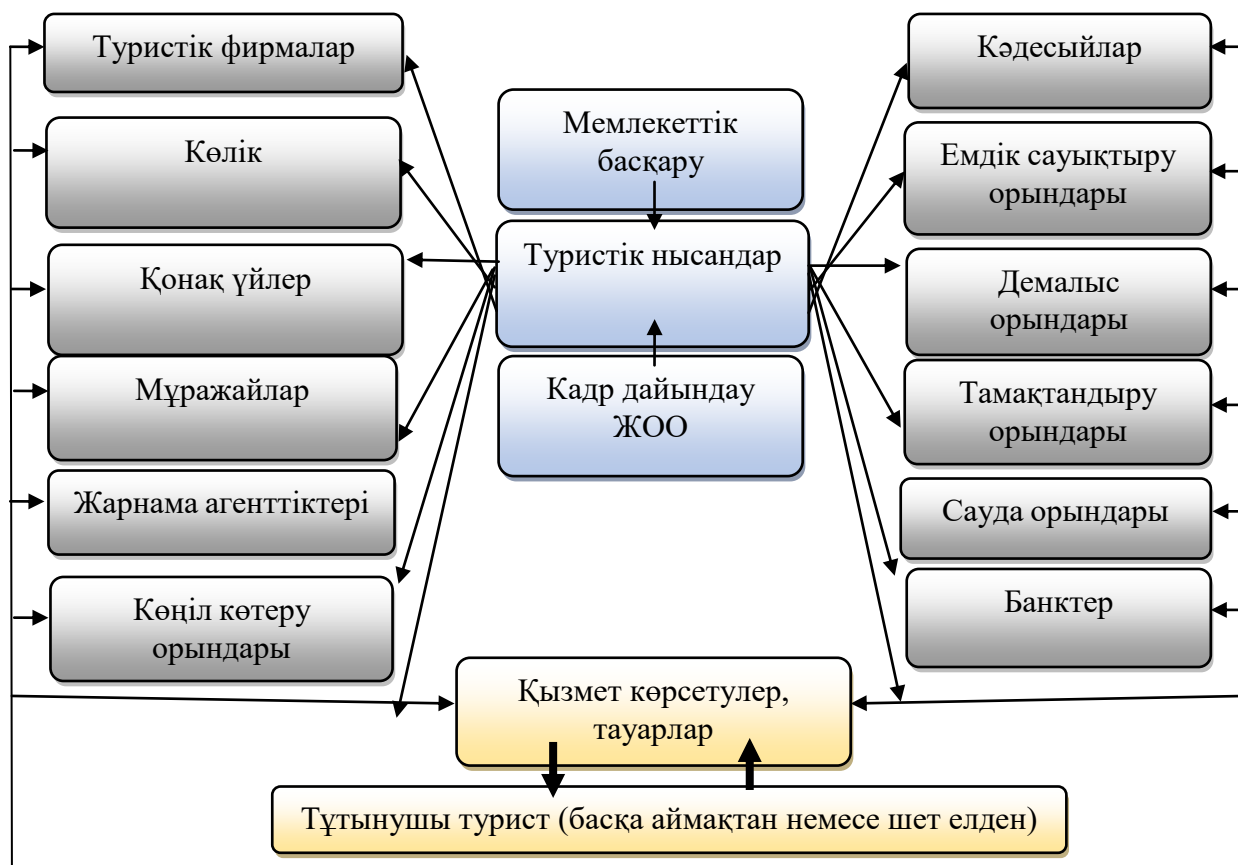 Туристік фирмалар
Көлік
Қонақ үйлер
Мұражайлар
Жарнама агенттіктері
Көңіл көтеру
орындары
Мемлекеттік
басқару
Туристік нысандар
Кадр дайындау
ЖОО
Кәдесыйлар
Емдік сауықтыру
орындары
Демалыс
орындары
Тамақтандыру
орындары
Сауда орындары
Банктер
Қызмет көрсетулер,
тауарлар
Тұтынушы турист (басқа аймақтан немесе шет елден)